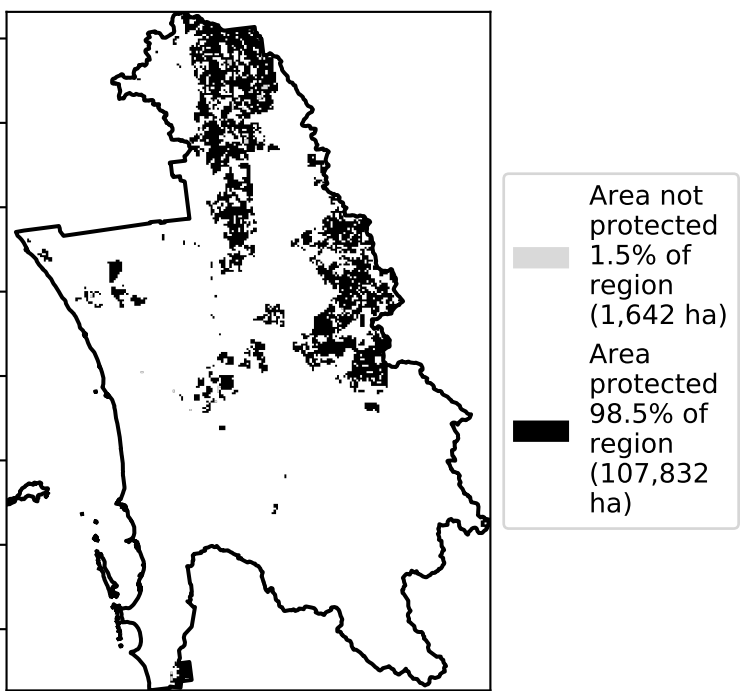 Area not
protected
1.5% of
region
(1,642 ha)
Area
protected
98.5% of
region
(107,832
ha)